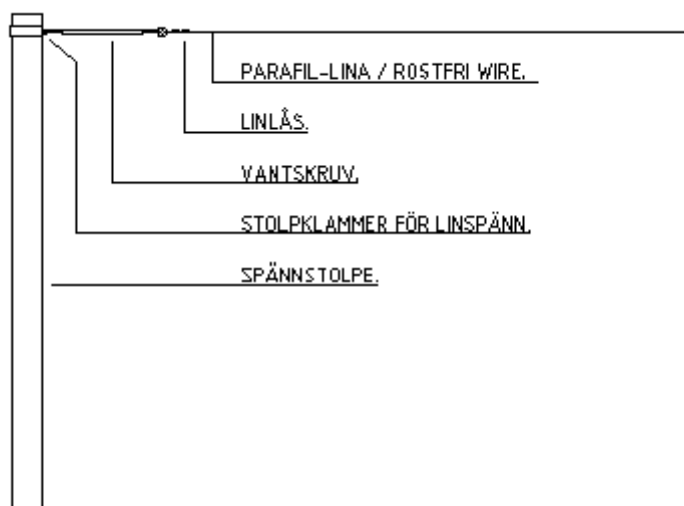 PARAFIL-LINA / ROSTFRI WIRE.
LINLÅS.
VANTSKRUV.
STOLPKLAMMER FÖR LINSPÄNN.
SPÄNNSTOLPE.